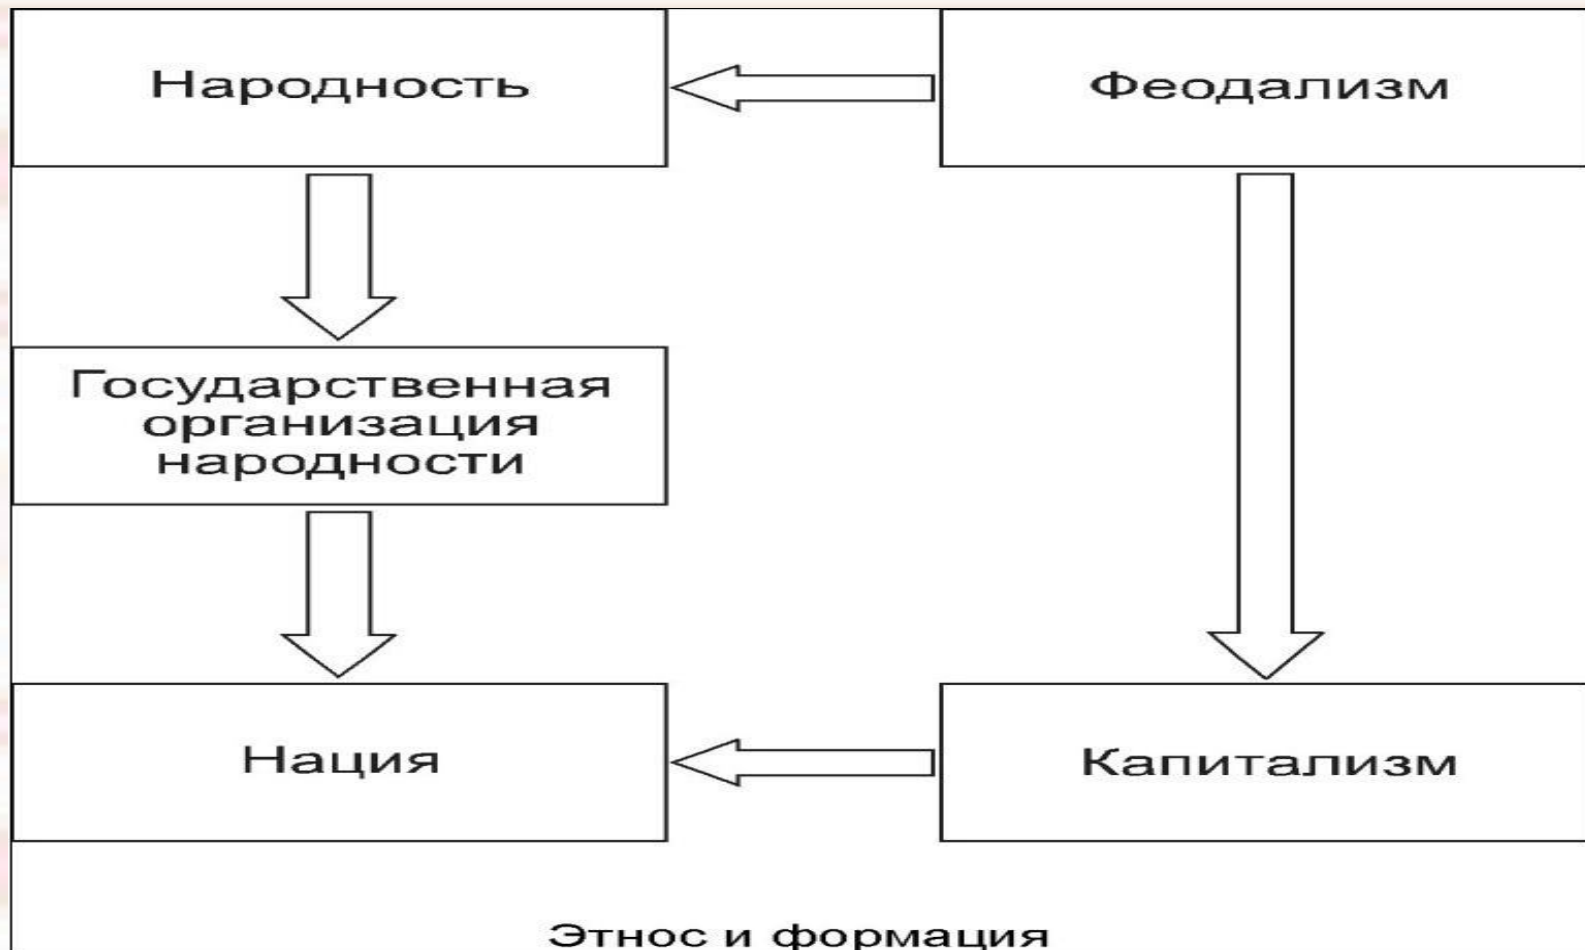 Народность
Феодализм
Государственная
организация
народности
Нация
Капитализм
Этнос и формация